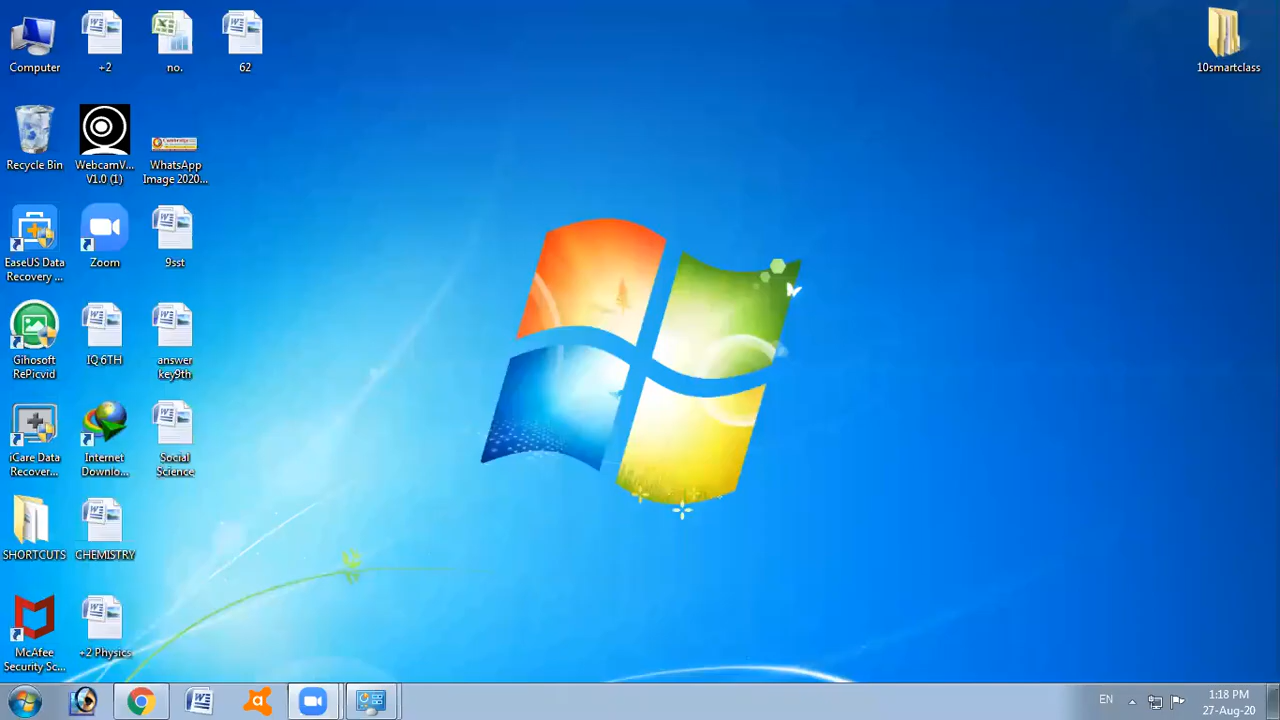 Computer
+2
no.
62
10smartclass
Recycle Bin
WebcamV...
V1.0 (1)
WhatsApp
Image 2020...
EaseUS Data
Recovery ...
Zoom
9sst
Gihosoft
RePicvid
IQ.6TH
answer
key9th
iCare Data
Recover...
Internet
Downlo...
Social
Science
SHORTCUTS
CHEMISTRY
McAfee
Security Sc...
+2 Physics
EN
1:18 PM
27-Aug-20